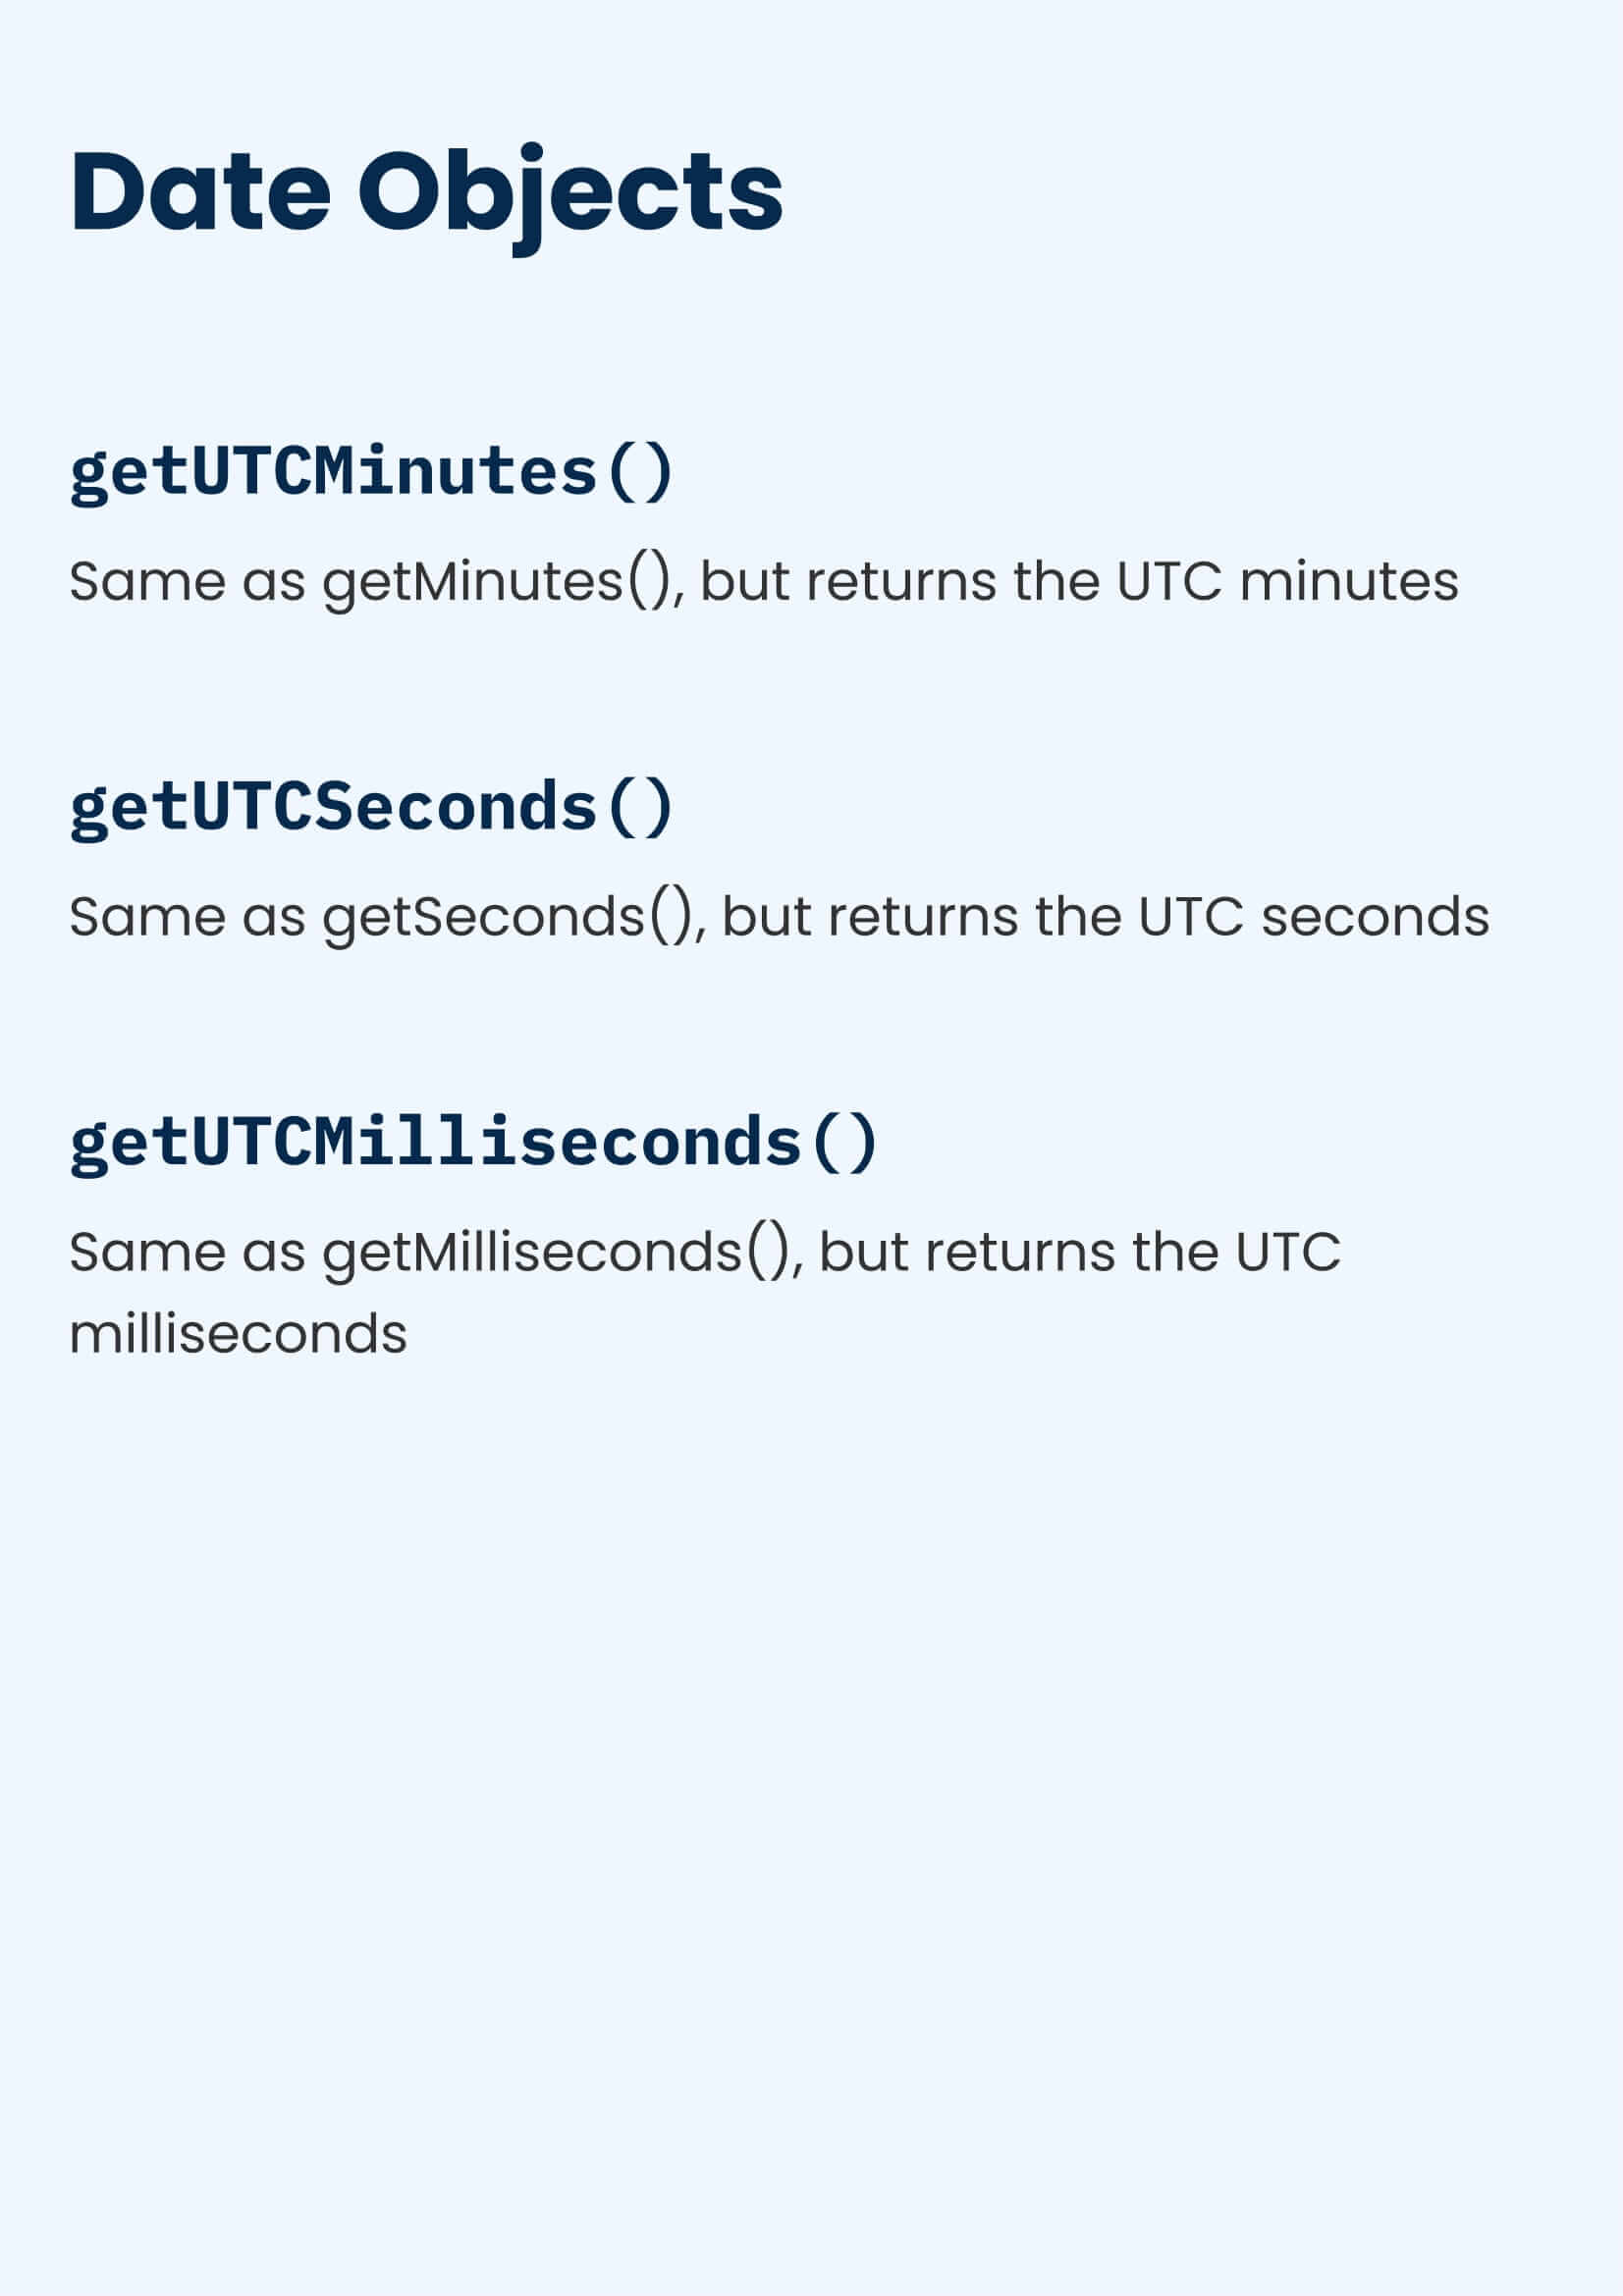 Date Objects
getUTCMinutes()
Same as getMinutes(), but returns the UTC minutes
getUTCSeconds()
Same as getSeconds(), but returns the UTC seconds
getUTCMilliseconds()
Same as getMilliseconds(), but returns the UTC
milliseconds